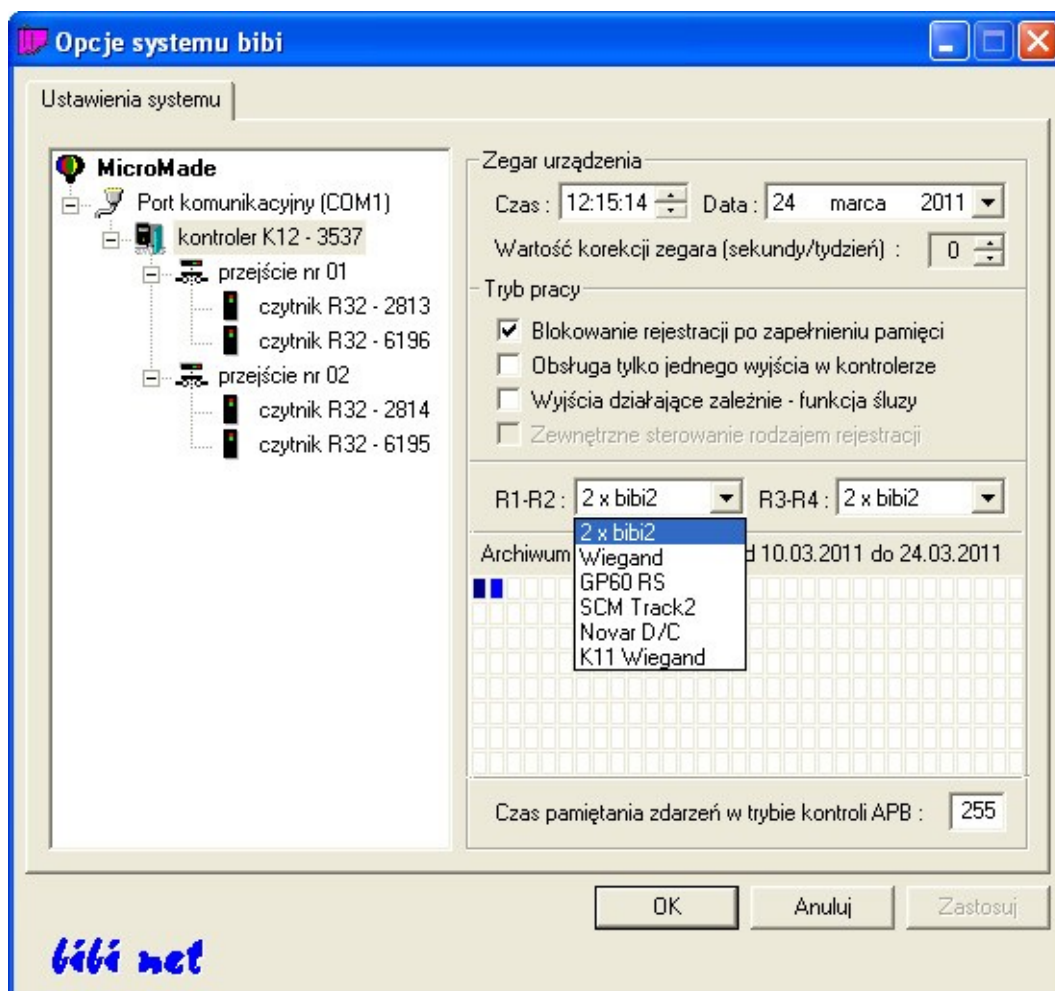 Opcje systemu bibi
Ustawienia systemu
MicroMade
Port komunikacyjny (COM1)
kontroler K12 - 3537
przejście nr 01
czytnik R32 - 2813
czytnik R32 - 6196
przejście nr 02
czytnik R32 - 2814
czytnik R32 - 6195
Zegar urządzenia
Czas : 12:15:14 Data : 24 marca 2011
Wartość korekcji zegara (sekundy/tydzień) : 0
Tryb pracy
Blokowanie rejestracji po zapełnieniu pamięci
Obsługa tylko jednego wyjścia w kontrolerze
Wyjścia działające zależnie - funkcja śluzy
Zewnętrzne sterowanie rodzajem rejestracji
R1-R2 : 2 x bibi2 R3-R4 : 2 x bibi2
2 x bibi2
Archiwum d 10.03.2011 do 24.03.2011
Wiegand
GP60 RS
SCM Track2
Novar D/C
K11 Wiegand
Czas pamiętania zdarzeń w trybie kontroli APB : 255
OK Anuluj Zastosuj
bibi net